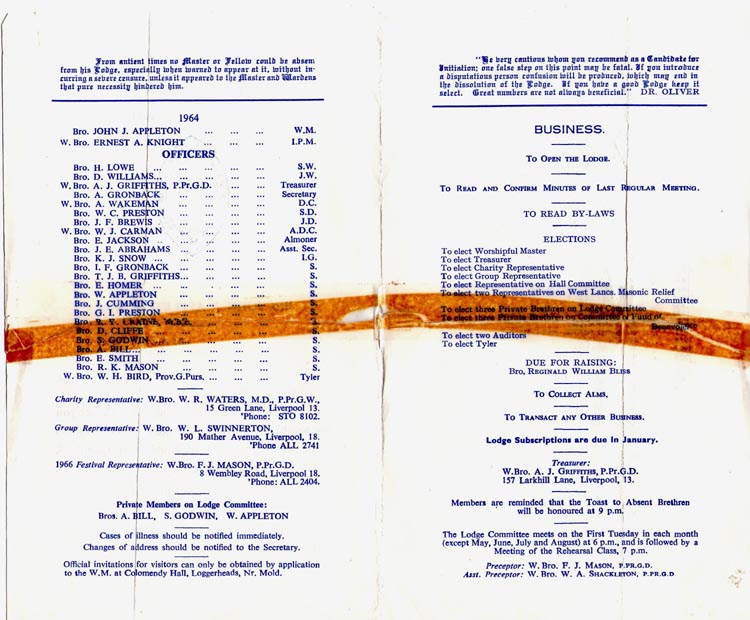 From antient times no Master or Fellow could be absent
from his Lodge, especially when warned to appear at it, without in-
curring a severe censure, unless it appeared to the Master and Wardens
that pure necessity hindered him.
1964
Bro. JOHN J. APPLETON ... ... ... W.M.
W. Bro. ERNEST A. KNIGHT ... ... ... I.P.M.
OFFICERS
Bro. H. LOWE ... ... ... ... S.W.
Bro. D. WILLIAMS... ... ... ... J.W.
W. Bro. A. J. GRIFFITHS, P.Pr.G.D. ... ... Treasurer
Bro. A. GRONBACK ... ... ... Secretary
W. Bro. A. WAKEMAN ... ... ... D.C.
Bro. W. C. PRESTON ... ... ... S.D.
Bro. J. F. BREWIS ... ... ... J.D.
W. Bro. W. J. CARMAN ... ... ... A.D.C.
Bro. E. JACKSON .. ... ... ... Almoner
Bro. J. E. ABRAHAMS ... ... ... Asst. Sec.
Bro. K. J. SNOW ... ... ... ... I.G.
Bro. I. F. GRONBACK ... ... ... S.
Bro. T. J. B. GRIFFITHS... ... ... S.
Bro. E. HOMER ... ... ... ... S.
Bro. W. APPLETON ... ... ... S.
Bro. J. CUMMING ... ... ... ... S.
Bro. G. I. PRESTON ... ... ... S.
Bro. ... ... S.
Bro. D. CLIFFE ... ... ... ... S.
Bro. S. GODWIN ... ... ... ... S.
Bro. A. BILL... ... ... ... ... S.
Bro. E. SMITH ... ... ... ... S.
Bro. R. K. MASON ... ... ... ... S.
W. Bro. W. H. BIRD, Prov.G.Purs. ... ... ... Tyler
Charity Representative: W.Bro. W. R. WATERS, M.D., P.Pr.G.W.,
15 Green Lane, Liverpool 13.
'Phone: STO 8102.
Group Representative: W. Bro. W. L. SWINNERTON,
190 Mather Avenue, Liverpool, 18.
'Phone ALL 2741
1966 Festival Representative: W.Bro. F. J. MASON, P.Pr.G.D.
8 Wembley Road, Liverpool 18.
'Phone: ALL 2404.
Private Members on Lodge Committee:
Bros. A. BILL, S. GODWIN, W. APPLETON
Cases of illness should be notified immediately.
Changes of address should be notified to the Secretary.
Official invitations for visitors can only be obtained by application
to the W.M. at Colomendy Hall, Loggerheads, Nr. Mold.
"Be very cautious whom you recommend as a Candidate for
Initiation; one false step on this point may be fatal. If you introduce
a disputatious person confusion will be produced, which may end in
the dissolution of the Lodge. If you have a good Lodge keep it
select. Great numbers are not always beneficial." DR. OLIVER
BUSINESS.
TO OPEN THE LODGE.
TO READ AND CONFIRM MINUTES OF LAST REGULAR MEETING.
TO READ BY-LAWS
ELECTIONS
To elect Worshipful Master
To elect Treasurer
To elect Charity Representative
To elect Group Representative
To elect Representative on Hall Committee
To elect two Representatives on West Lancs. Masonic Relief
Committee
To elect three Private Brethren on Lodge Committee
To elect three Private Brethren on Committee of Fund of
Benevolence
To elect two Auditors
To elect Tyler
DUE FOR RAISING:
BRO. REGINALD WILLIAM BLISS
TO COLLECT ALMS.
TO TRANSACT ANY OTHER BUSINESS.
Lodge Subscriptions are due in January.
Treasurer:
W.BRO. A. J. GRIFFITHS, P.PR.G.D.
157 Larkhill Lane, Liverpool, 13.
Members are reminded that the Toast to Absent Brethren
will be honoured at 9 p.m.
The Lodge Committee meets on the First Tuesday in each month
(except May, June, July and August) at 6 p.m., and is followed by a
Meeting of the Rehearsal Class, 7 p.m.
Preceptor: W. BRO. F. J. MASON, P.PR.G.D.
Asst. Preceptor: W. BRO. W. A. SHACKLETON, P.PR.G.D